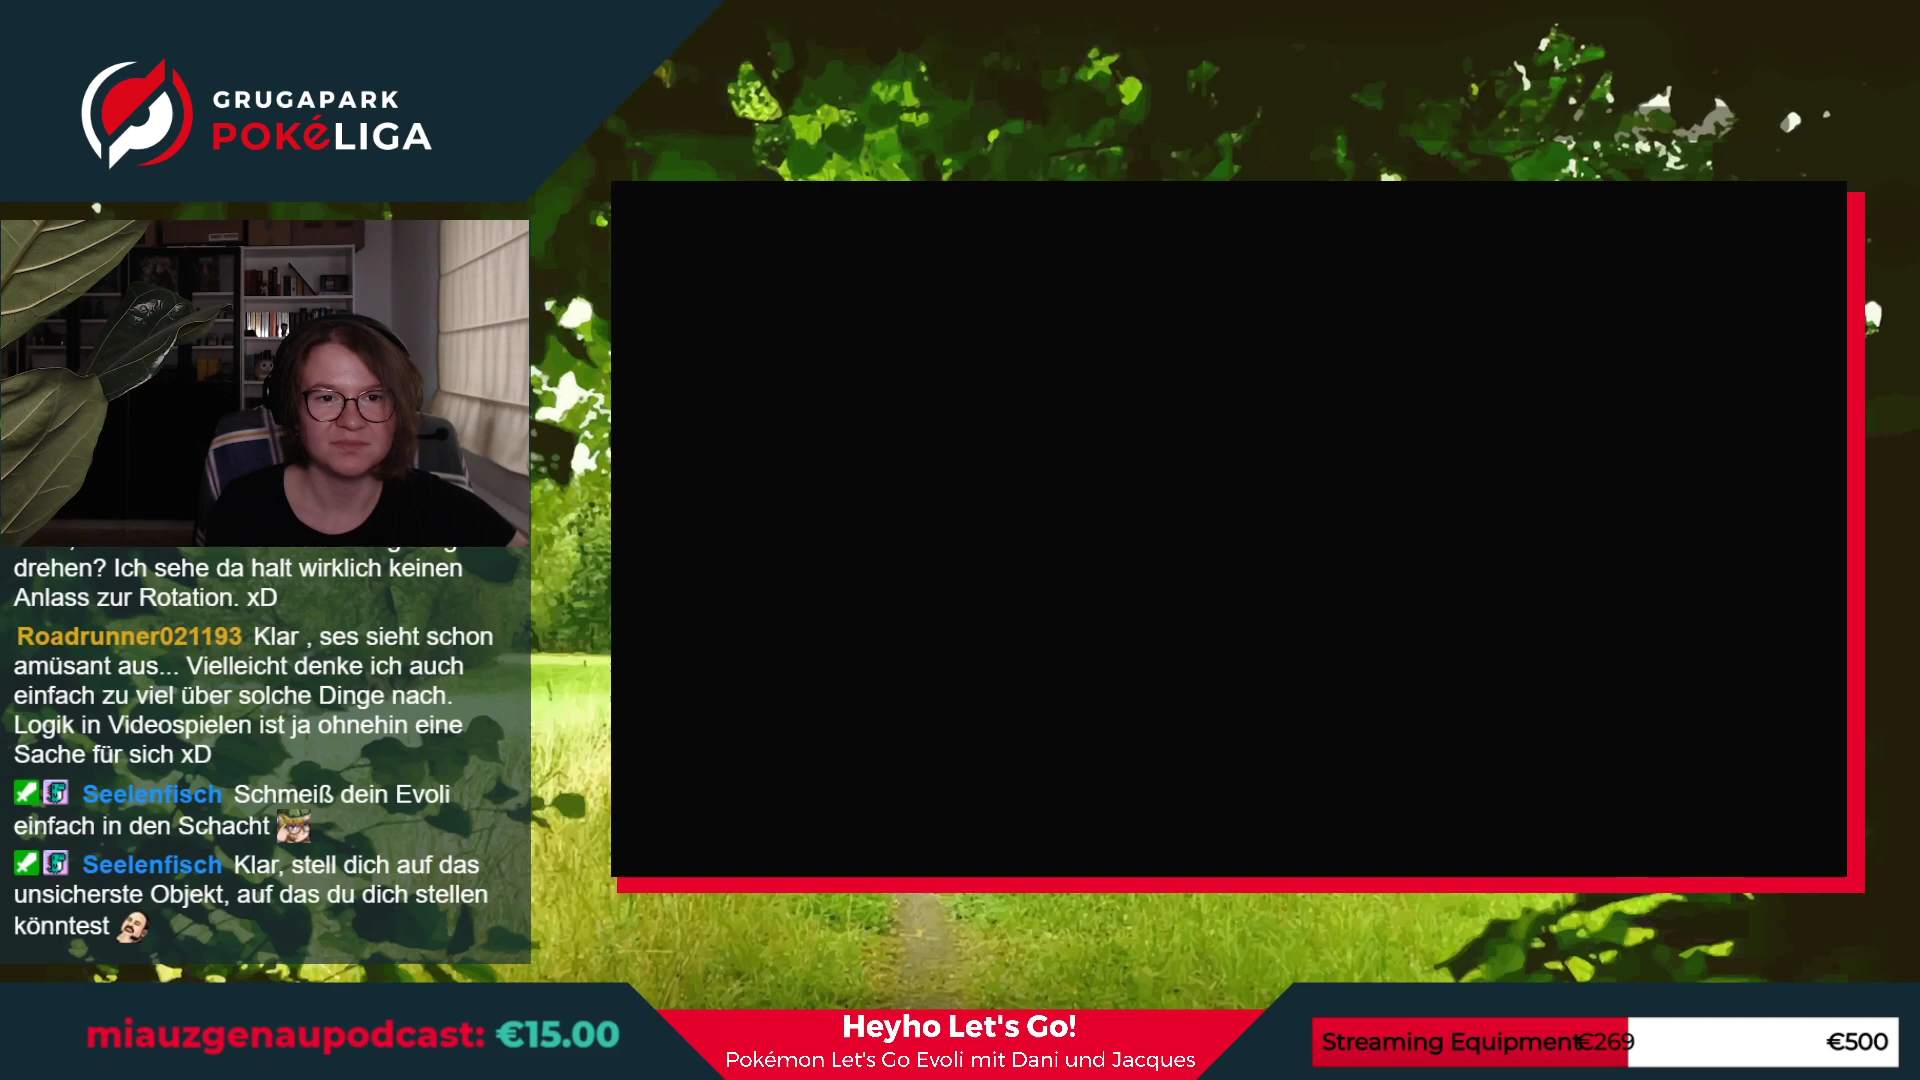 GRUGAPARK
POKéLIGA
drehen? Ich sehe da halt wirklich keinen
Anlass zur Rotation. xD
Roadrunner021193 Klar , ses sieht schon
amüsant aus... Vielleicht denke ich auch
einfach zu viel über solche Dinge nach.
Logik in Videospielen ist ja ohnehin eine
Sache für sich xD
Seelenfisch Schmeiß dein Evoli
einfach in den Schacht
Seelenfisch Klar, stell dich auf das
unsicherste Objekt, auf das du dich stellen
könntest
miauzgenaupodcast: €15.00
Heyho Let's Go!
Pokémon Let's Go Evoli mit Dani und Jacques
Streaming Equipment €269
€500